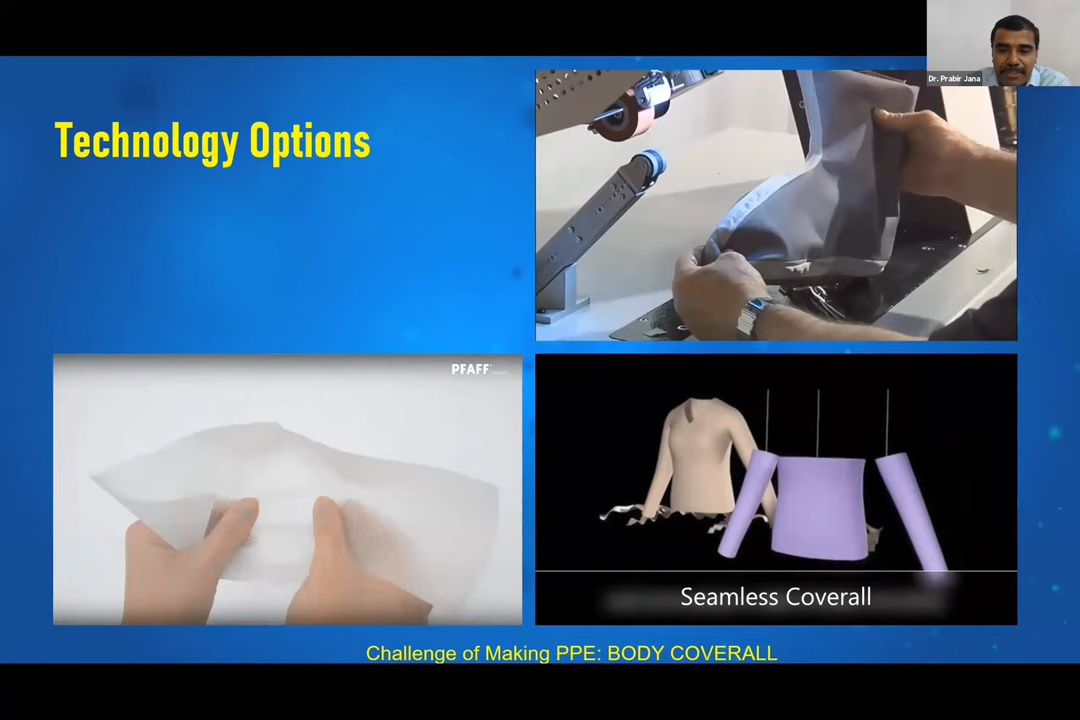 Dr. Prabir Jana
Technology Options
PFAFF
Seamless Coverall
Challenge of Making PPE: BODY COVERALL